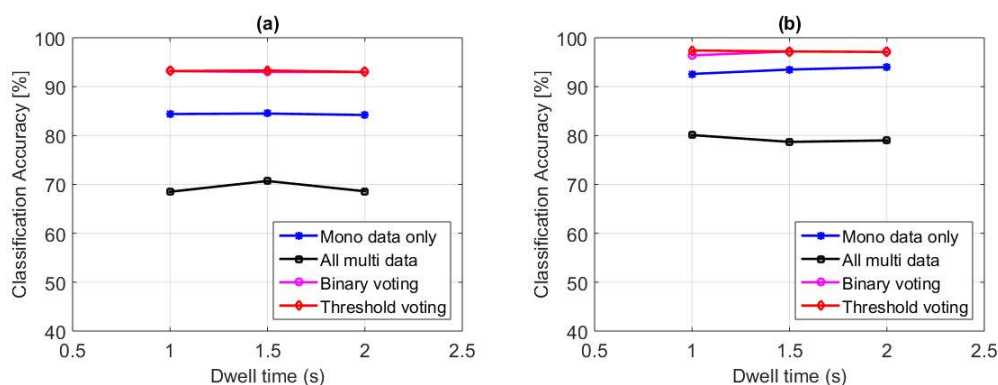 (a)
Classification Accuracy [%]
100
90
80
70
60
50
40
Mono data only
All multi data
Binary voting
Threshold voting
0.5 1 1.5 2 2.5
Dwell time (s)
(b)
Classification Accuracy [%]
100
90
80
70
60
50
40
Mono data only
All multi data
Binary voting
Threshold voting
0.5 1 1.5 2 2.5
Dwell time (s)